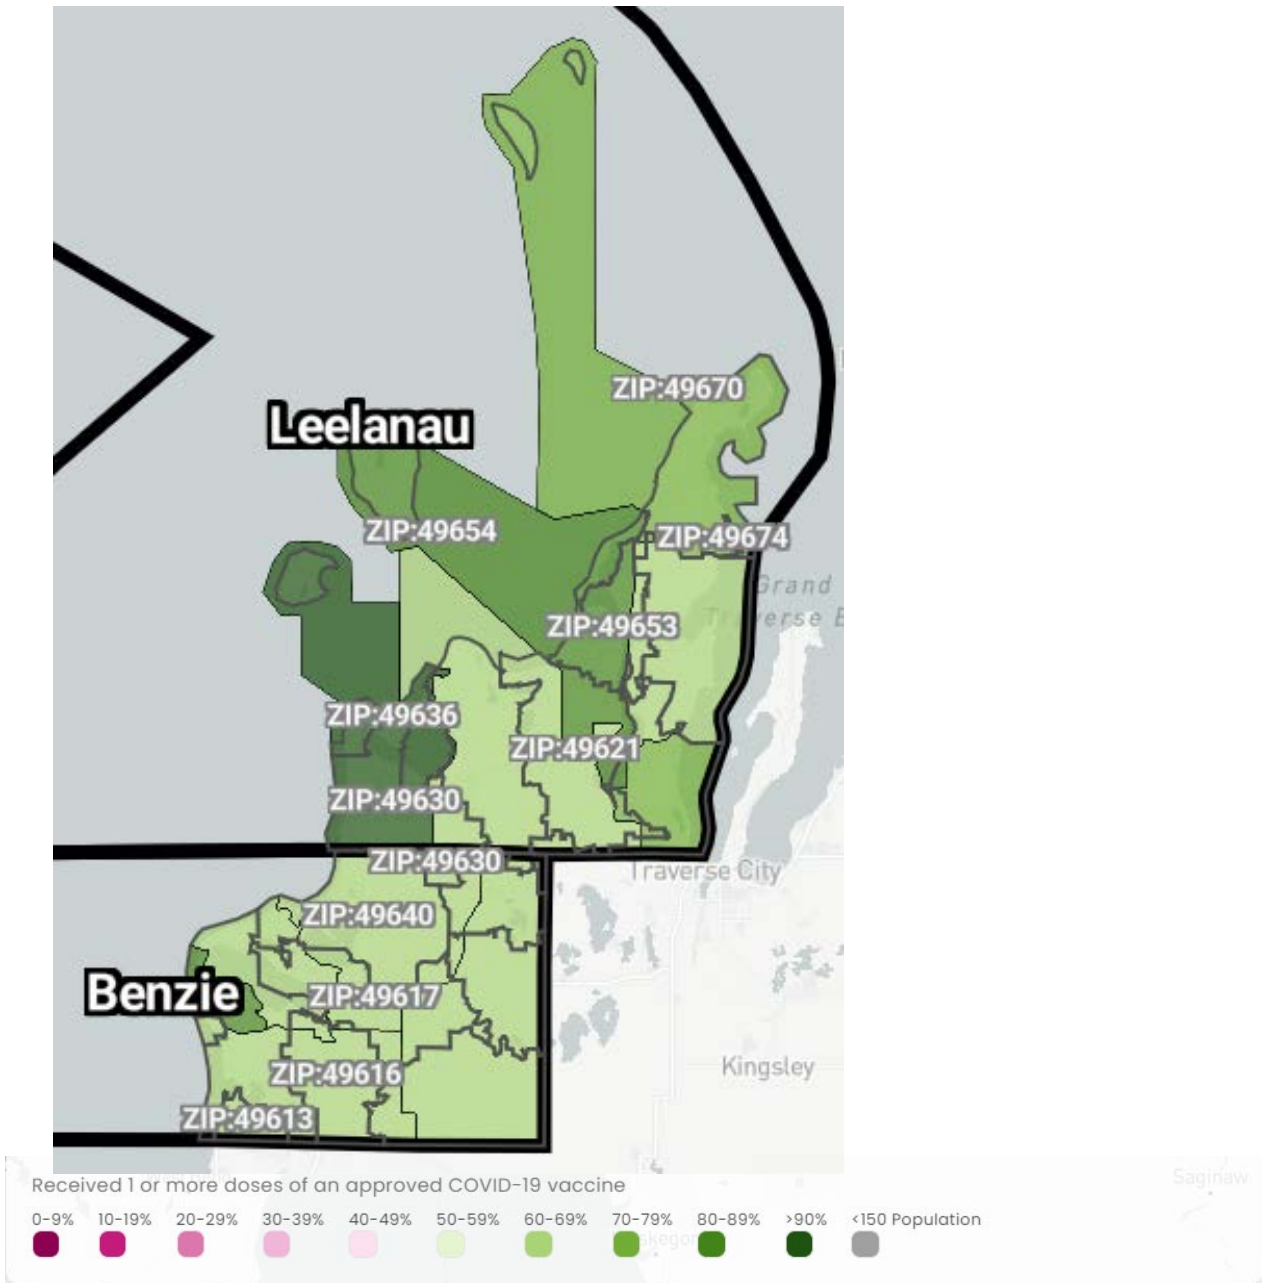 ZIP:49670
Leelanau
ZIP:49654
ZIP:49674
Grand
Traverse B
ZIP:49653
ZIP:49636
ZIP:49621
ZIP:49630
ZIP:49630
Traverse City
ZIP:49640
Benzie
ZIP:49617
Kingsley
ZIP:49616
ZIP:49613
Saginaw
Received 1 or more doses of an approved COVID-19 vaccine
0-9% 10-19% 20-29% 30-39% 40-49% 50-59% 60-69% 70-79% 80-89% >90% <150 Population
skegon